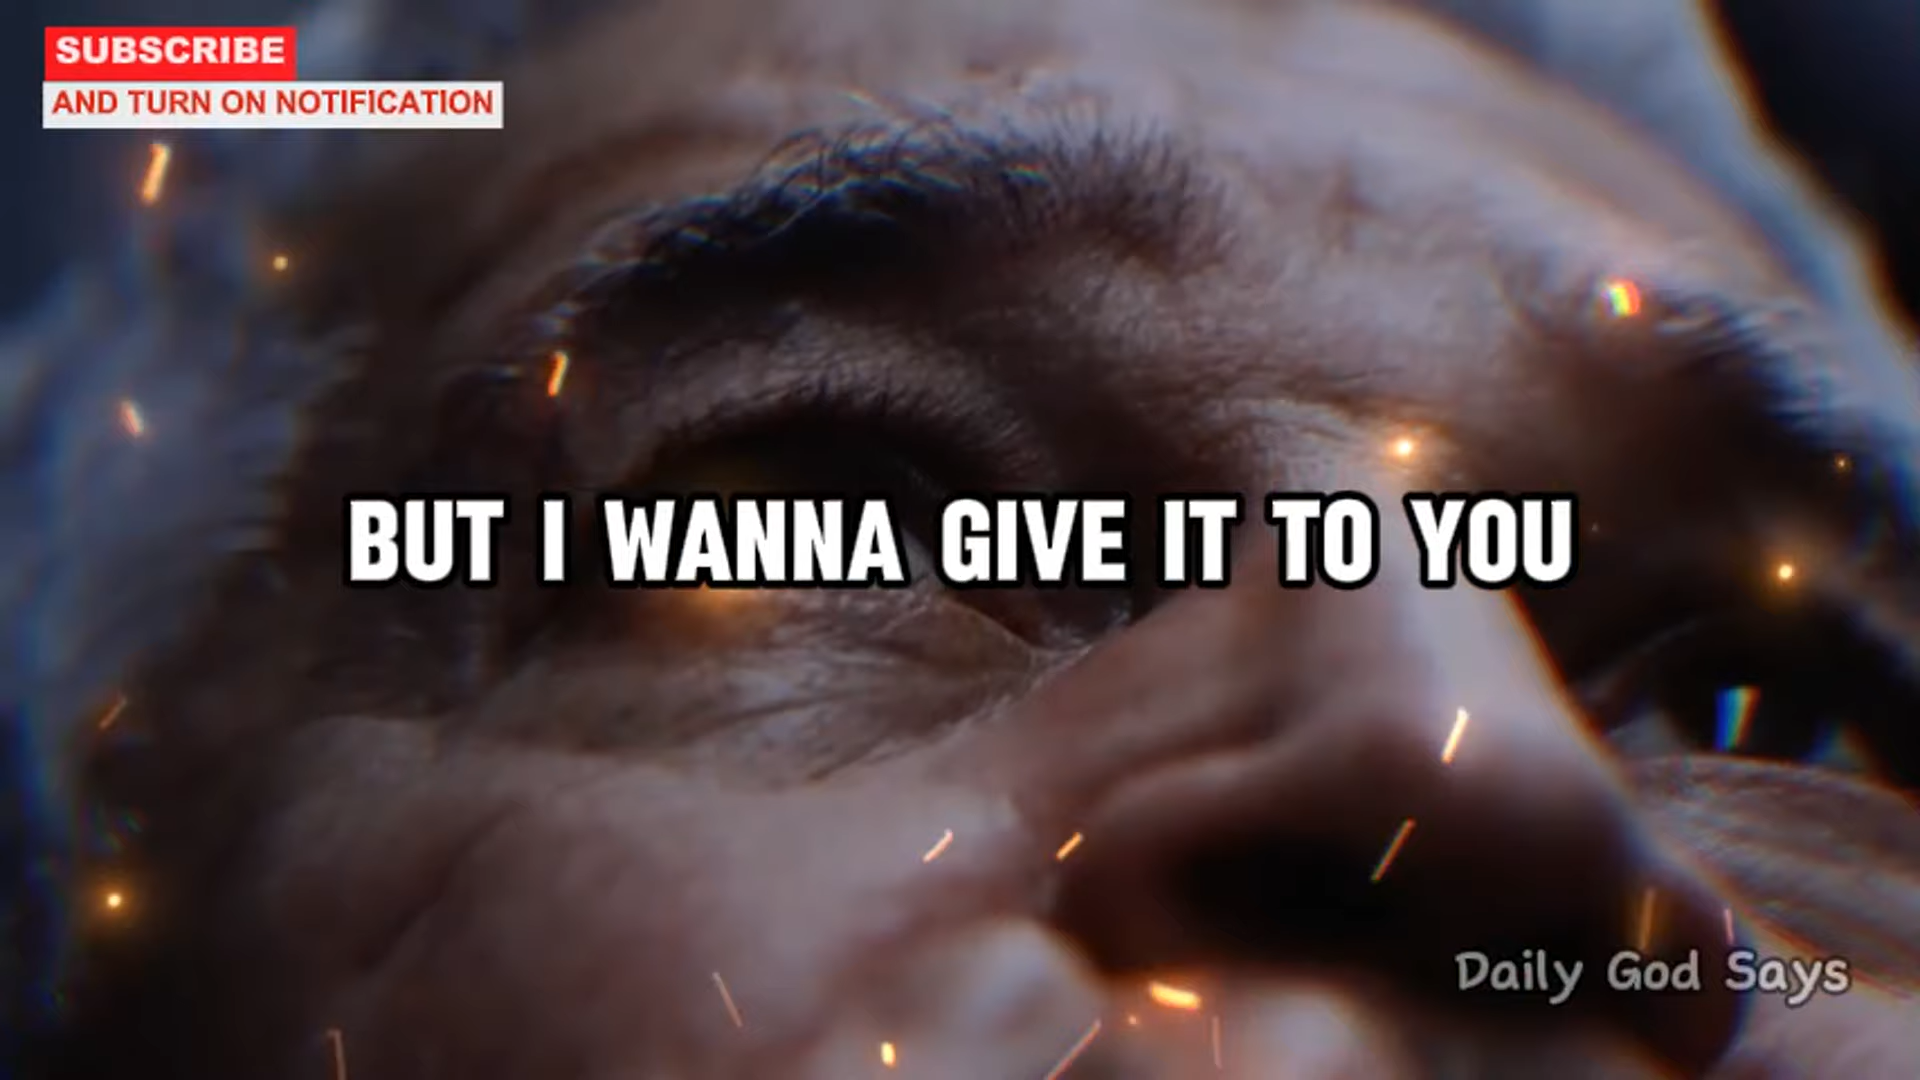 SUBSCRIBE
AND TURN ON NOTIFICATION
BUT I WANNA GIVE IT TO YOU
Daily God Says